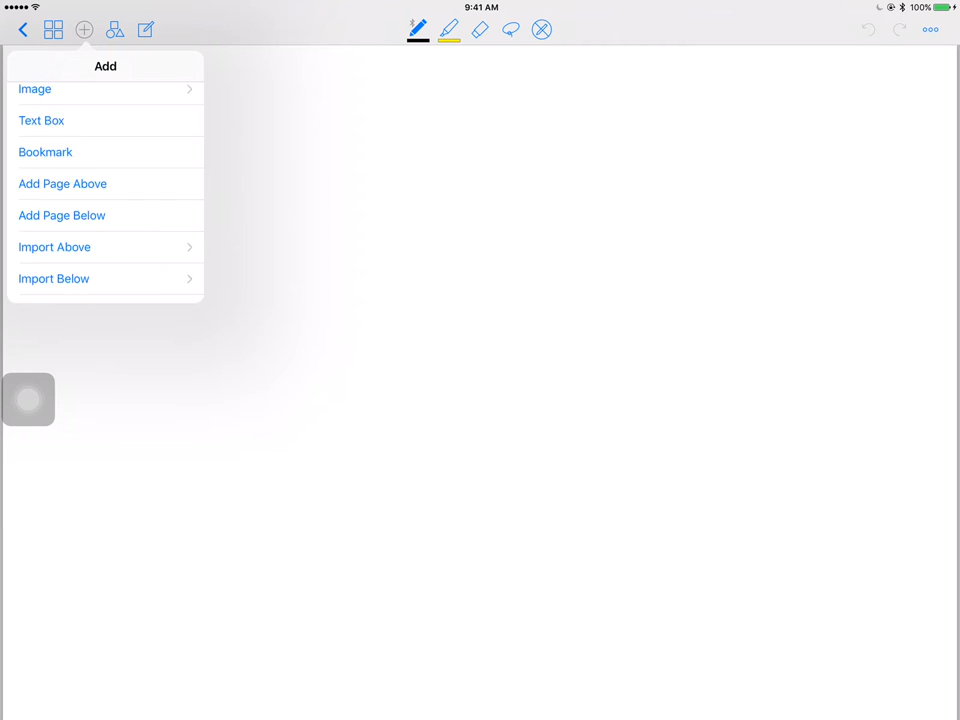 9:41 AM
100%
Add
Image
Text Box
Bookmark
Add Page Above
Add Page Below
Import Above
Import Below